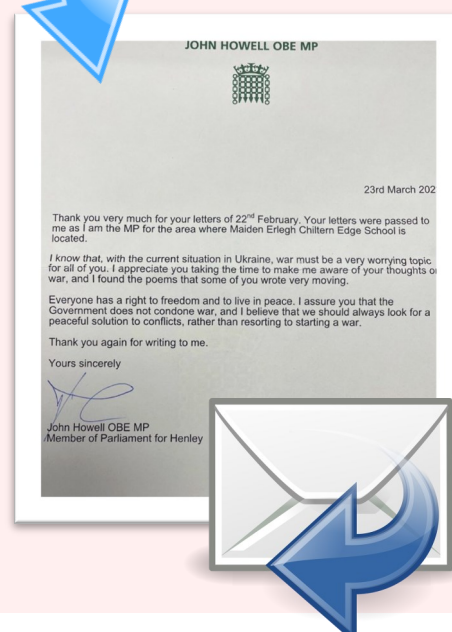 JOHN HOWELL OBE MP
23rd March 202
Thank you very much for your letters of 22nd February. Your letters were passed to
me as I am the MP for the area where Maiden Erlegh Chiltern Edge School is
located.
I know that, with the current situation in Ukraine, war must be a very worrying topic
for all of you. I appreciate you taking the time to make me aware of your thoughts on
war, and I found the poems that some of you wrote very moving.
Everyone has a right to freedom and to live in peace. I assure you that the
Government does not condone war, and I believe that we should always look for a
peaceful solution to conflicts, rather than resorting to starting a war.
Thank you again for writing to me.
Yours sincerely
John Howell OBE MP
Member of Parliament for Henley